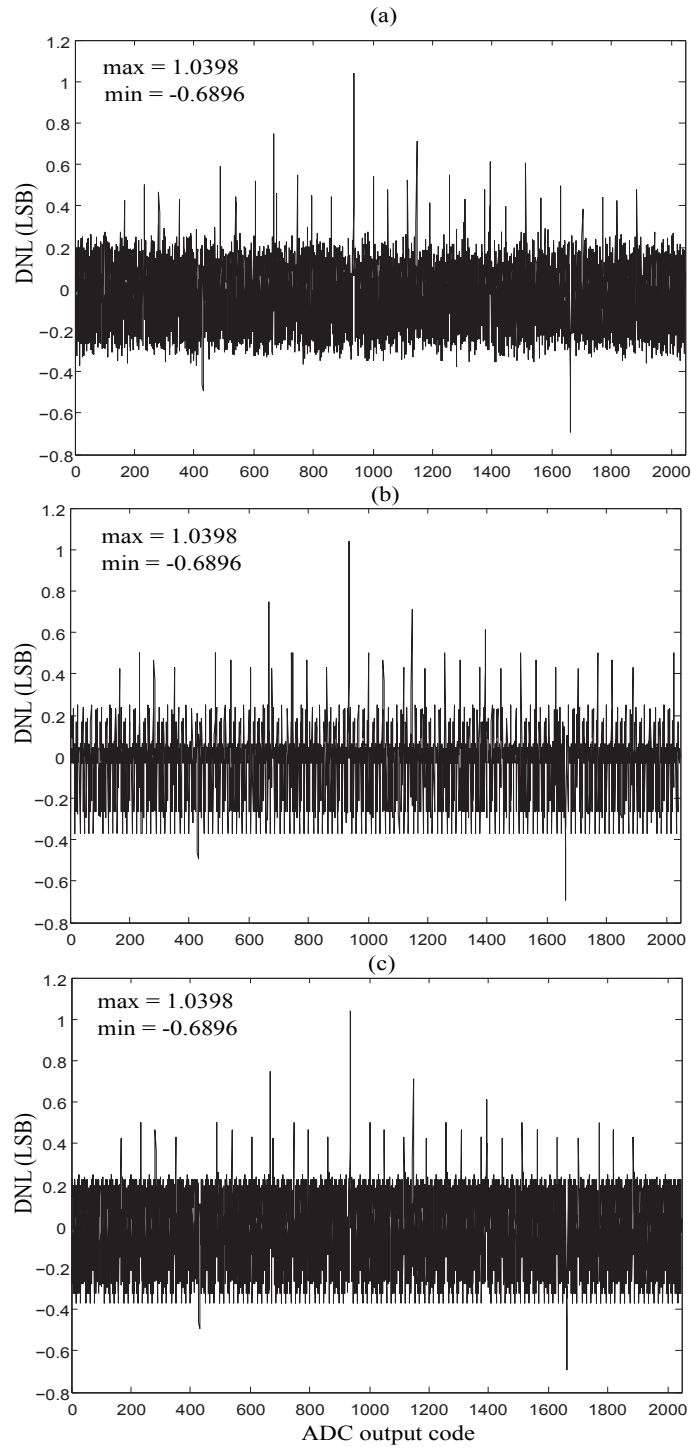 (a)
1.2
max = 1.0398
min = -0.6896
1
0.8
0.6
0.4
0.2
0
−0.2
−0.4
−0.6
−0.8
DNL (LSB)
0 200 400 600 800 1000 1200 1400 1600 1800 2000
(b)
1.2
max = 1.0398
min = -0.6896
1
0.8
0.6
0.4
0.2
0
−0.2
−0.4
−0.6
−0.8
DNL (LSB)
0 200 400 600 800 1000 1200 1400 1600 1800 2000
(c)
1.2
max = 1.0398
min = -0.6896
1
0.8
0.6
0.4
0.2
0
−0.2
−0.4
−0.6
−0.8
DNL (LSB)
0 200 400 600 800 1000 1200 1400 1600 1800 2000
ADC output code